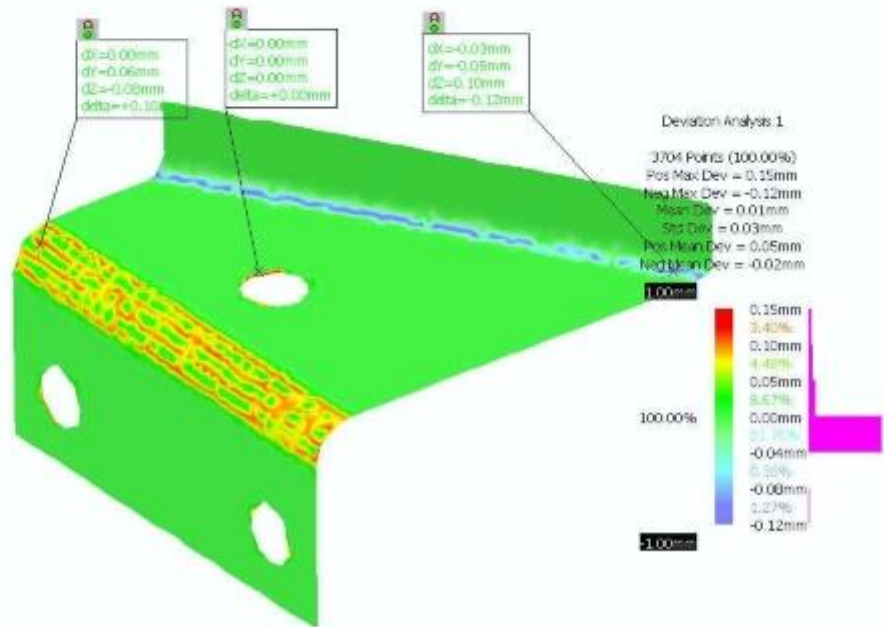 dX=0.00mm
dY=0.06mm
dZ=-0.08mm
delta=+0.10
dX=0.00mm
dY=0.00mm
dZ=0.00mm
delta=+0.00mm
dX=-0.03mm
dY=-0.05mm
dZ=0.10mm
delta=-0.12mm
Deviation Analysis 1
3704 Points (100.00%)
Pos Max Dev = 0.15mm
Neg Max Dev = -0.12mm
Mean Dev = 0.01mm
Std Dev = 0.03mm
Pos Mean Dev = 0.05mm
Neg Mean Dev = -0.02mm
1.00mm
0.15mm
3.40%
0.10mm
4.48%
0.05mm
8.67%
100.00%
0.00mm
-0.04mm
0.38%
-0.08mm
1.27%
-0.12mm
-1.00mm